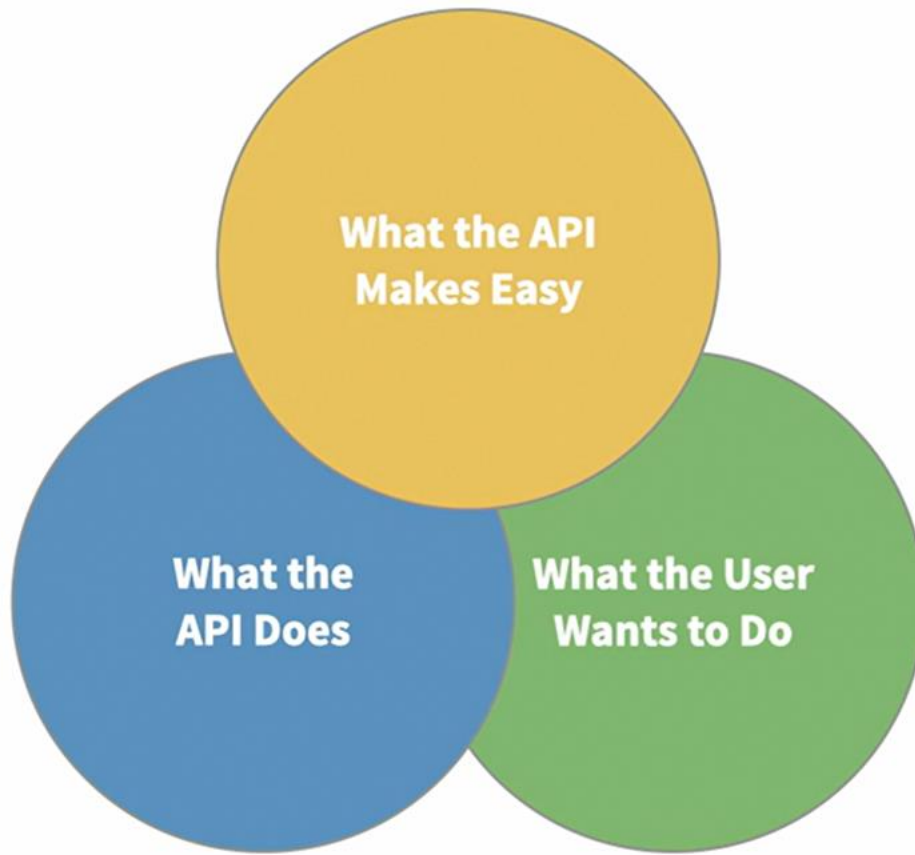 What the API
Makes Easy
What the
API Does
What the User
Wants to Do